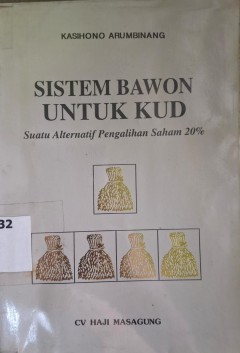 KASIHONO ARUMBINANG
SISTEM BAWON
UNTUK KUD
Suatu Alternatif Pengalihan Saham 20%
32
CV HAJI MASAGUNG